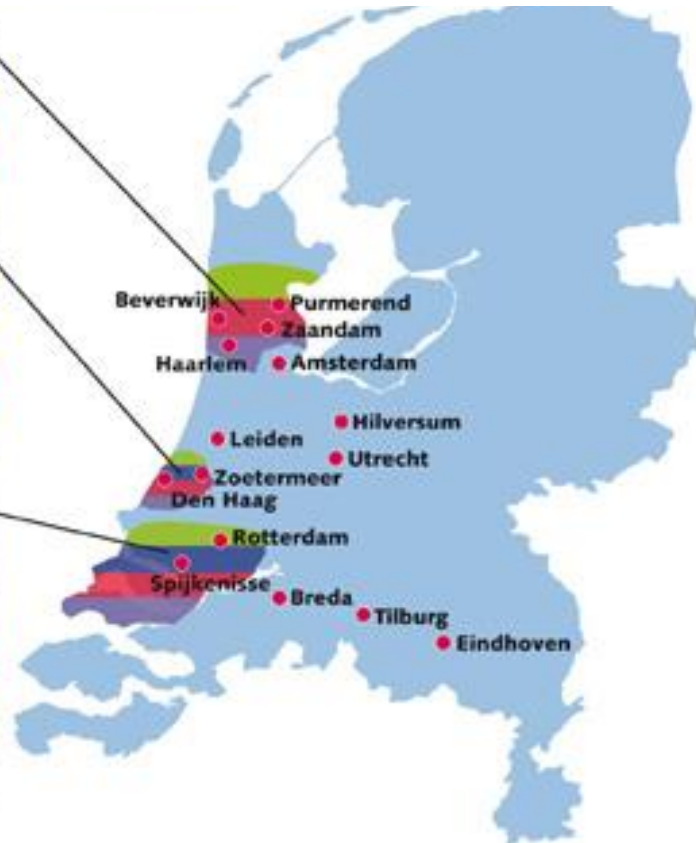 Beverwijk
Purmerend
Zaandam
Haarlem
Amsterdam
Hilversum
Leiden
Utrecht
Zoetermeer
Den Haag
Rotterdam
Spijkenisse
Breda
Tilburg
Eindhoven